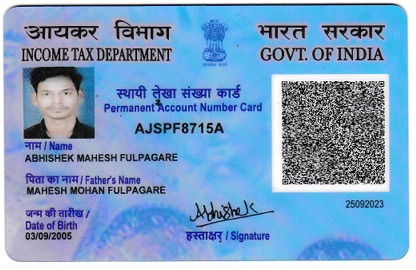 आयकर विभाग
INCOME TAX DEPARTMENT
भारत सरकार
GOVT. OF INDIA
स्थायी लेखा संख्या कार्ड
Permanent Account Number Card
AJSPF8715A
नाम / Name
ABHISHEK MAHESH FULPAGARE
पिता का नाम / Father's Name
MAHESH MOHAN FULPAGARE
जन्म की तारीख /
Date of Birth
03/09/2005
Abhishek
हस्ताक्षर / Signature
25092023